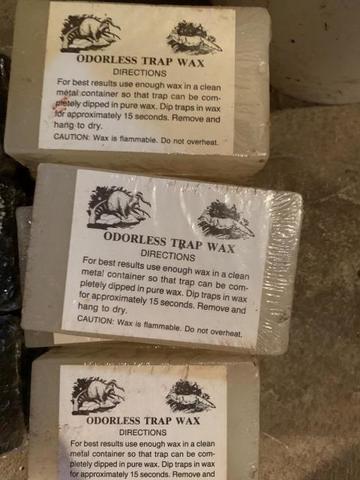 ODORLESS TRAP WAX
DIRECTIONS
For best results use enough wax in a clean
metal container so that trap can be com-
pletely dipped in pure wax. Dip traps in wax
for approximately 15 seconds. Remove and
hang to dry.
CAUTION: Wax is flammable. Do not overheat.
ODORLESS TRAP WAX
DIRECTIONS
For best results use enough wax in a clean
metal container so that trap can be com-
pletely dipped in pure wax. Dip traps in wax
for approximately 15 seconds. Remove and
hang to dry.
CAUTION: Wax is flammable. Do not overheat.
ODORLESS TRAP WAX
DIRECTIONS
For best results use enough wax in a clean
metal container so that trap can be com-
pletely dipped in pure wax. Dip traps in wax
for approximately 15 seconds. Remove and